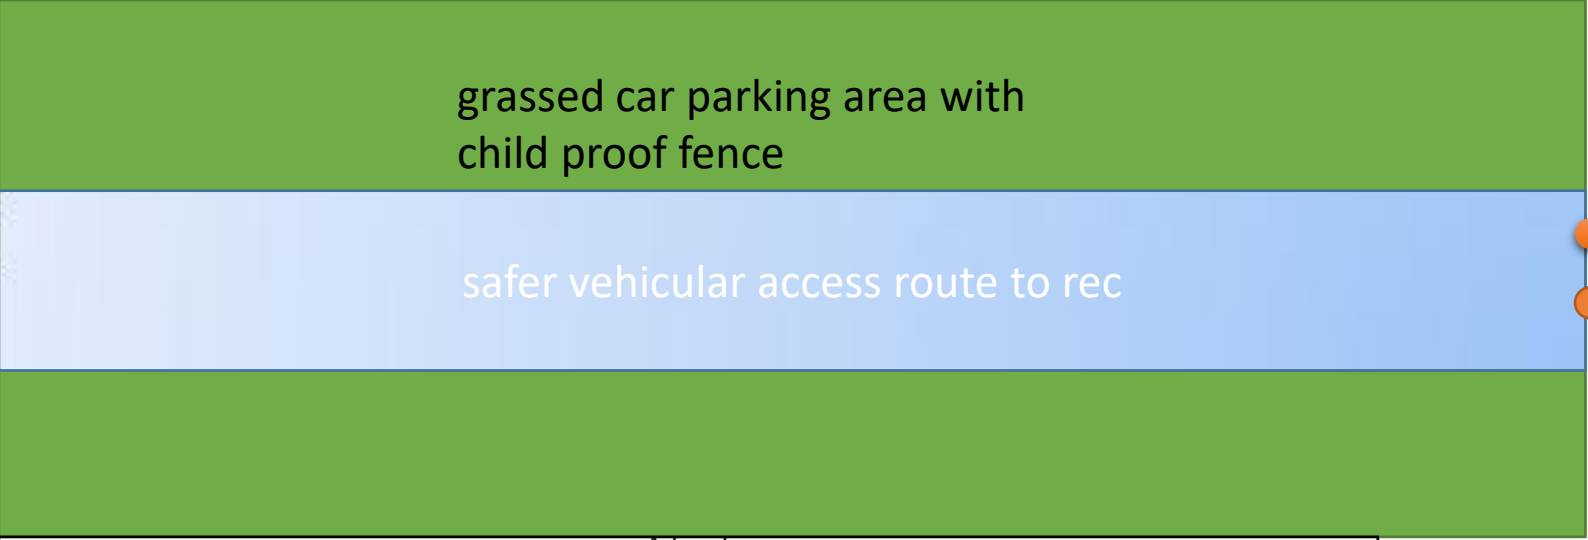 grassed car parking area with
child proof fence
safer vehicular access route to rec